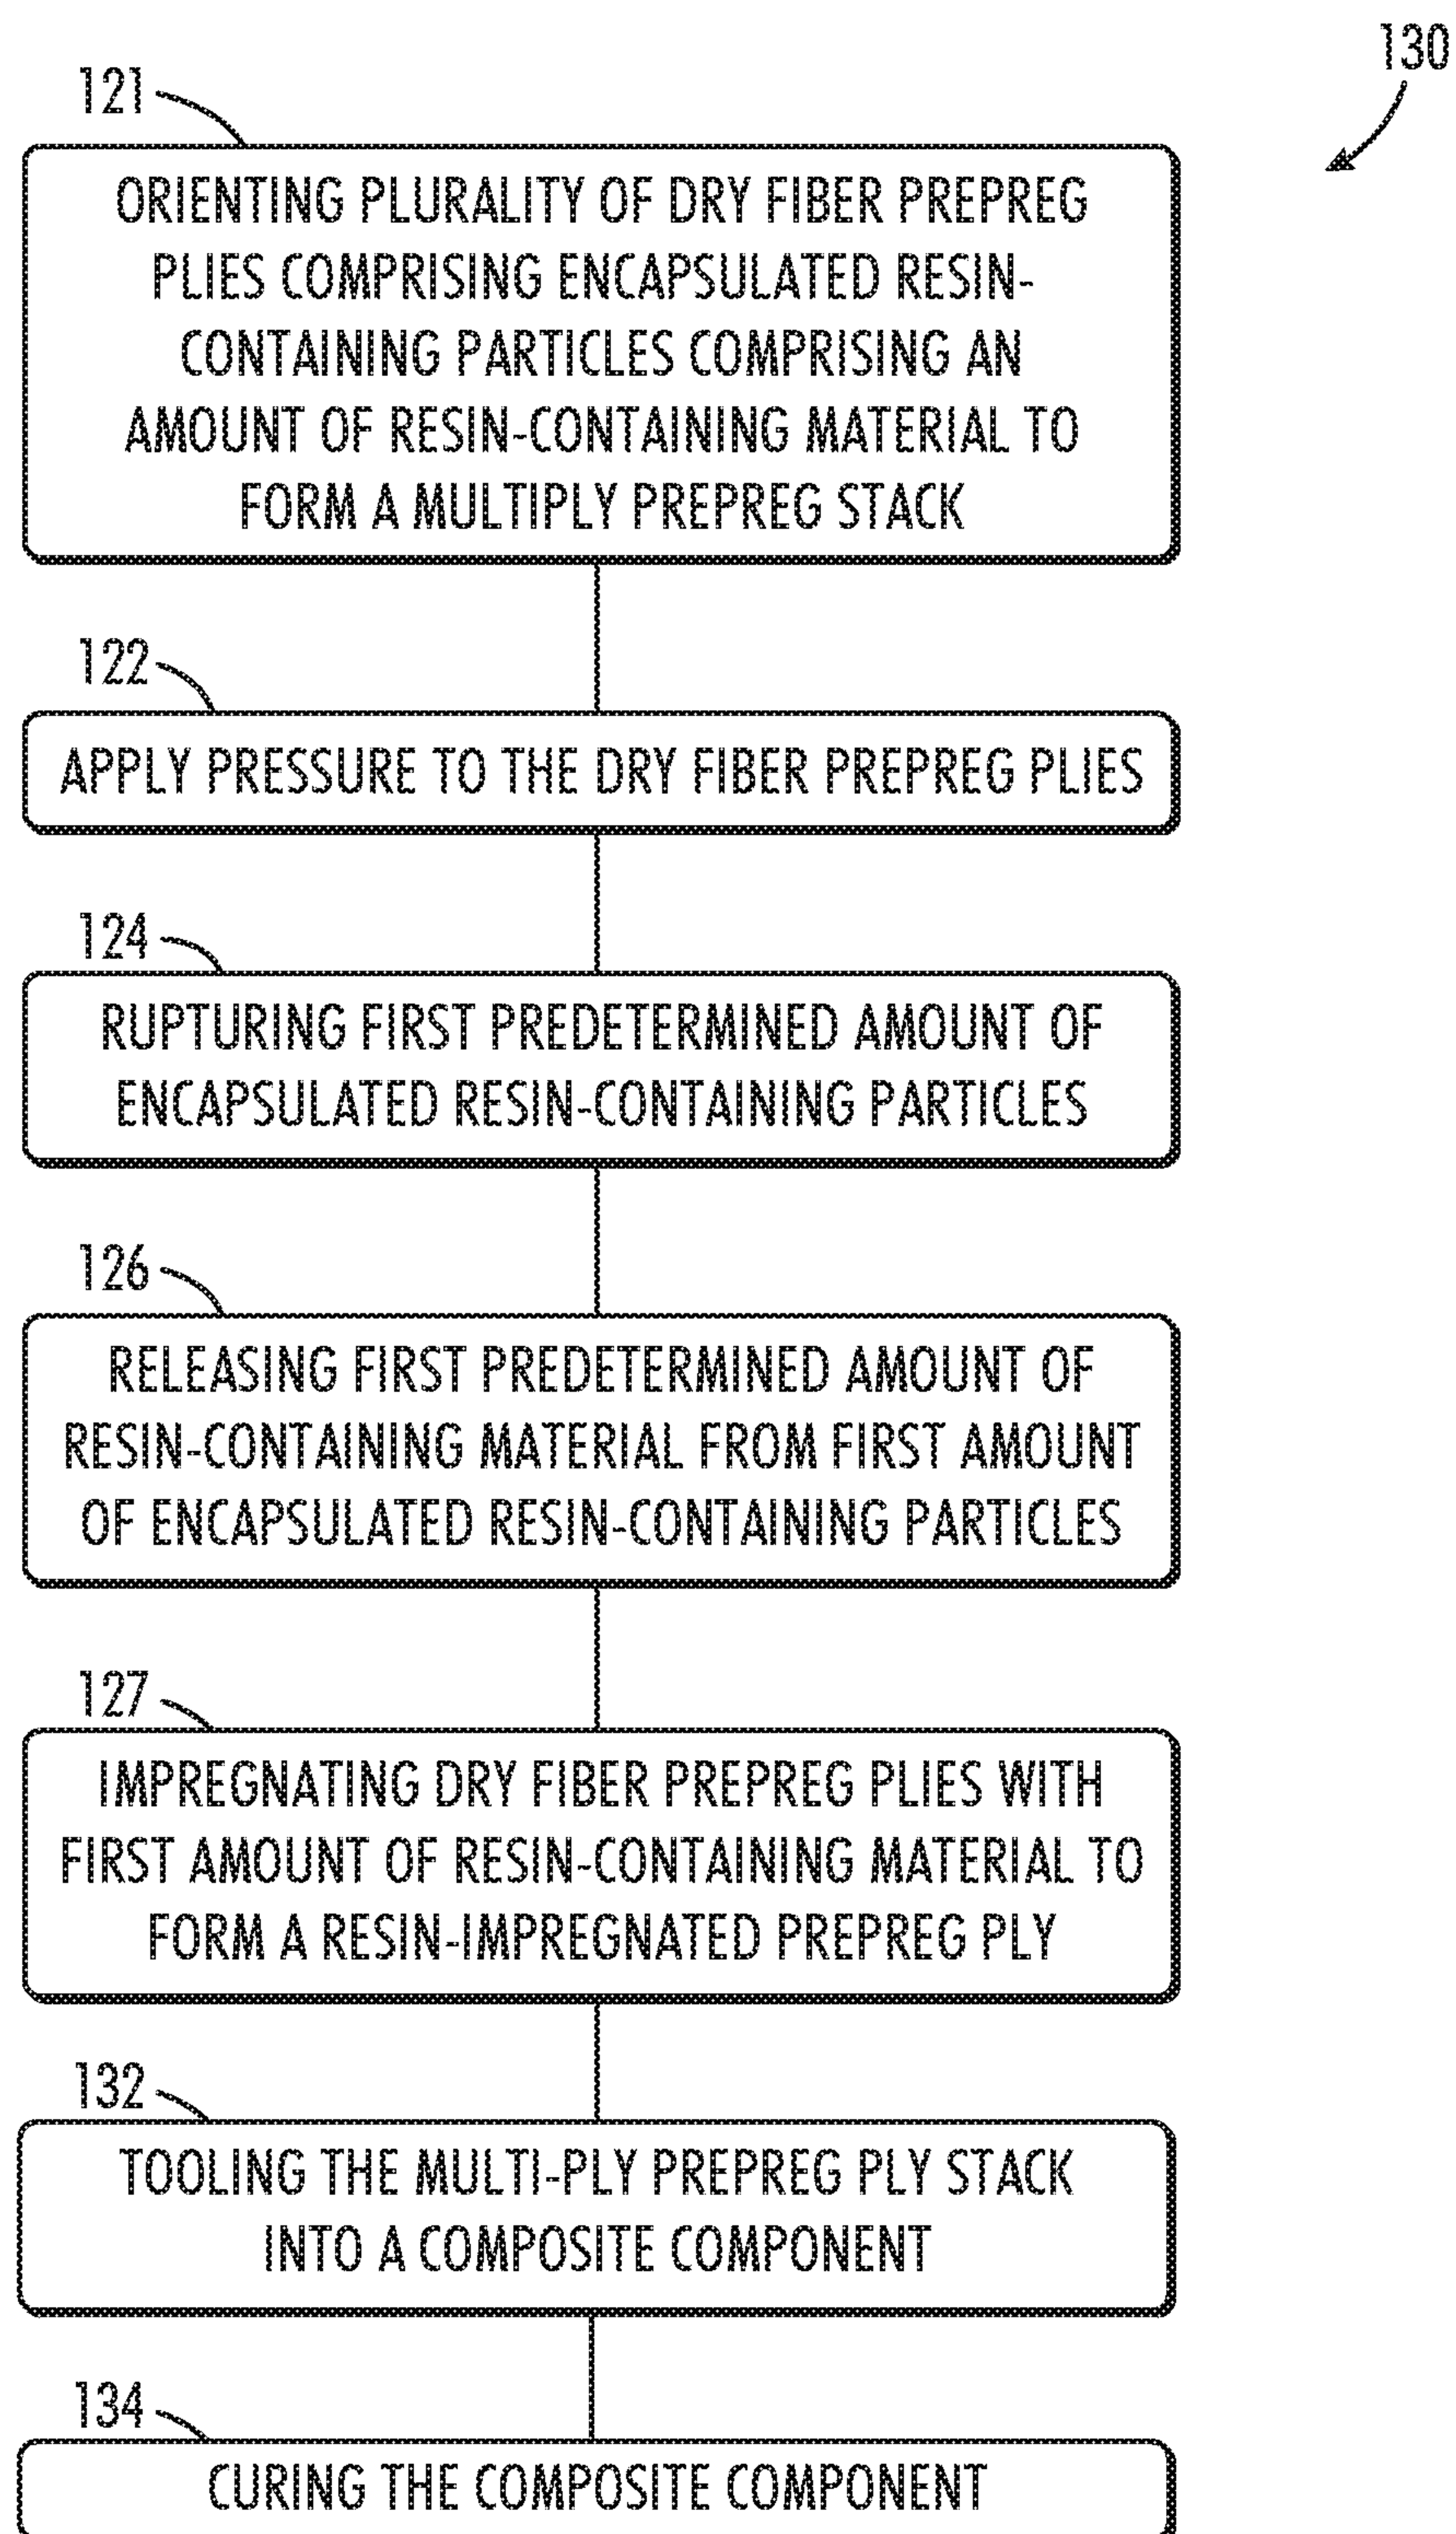 130
121
ORIENTING PLURALITY OF DRY FIBER PREPREG
PLIES COMPRISING ENCAPSULATED RESIN-
CONTAINING PARTICLES COMPRISING AN
AMOUNT OF RESIN-CONTAINING MATERIAL TO
FORM A MULTIPLY PREPREG STACK
122
APPLY PRESSURE TO THE DRY FIBER PREPREG PLIES
124
RUPTURING FIRST PREDETERMINED AMOUNT OF
ENCAPSULATED RESIN-CONTAINING PARTICLES
126
RELEASING FIRST PREDETERMINED AMOUNT OF
RESIN-CONTAINING MATERIAL FROM FIRST AMOUNT
OF ENCAPSULATED RESIN-CONTAINING PARTICLES
127
IMPREGNATING DRY FIBER PREPREG PLIES WITH
FIRST AMOUNT OF RESIN-CONTAINING MATERIAL TO
FORM A RESIN-IMPREGNATED PREPREG PLY
132
TOOLING THE MULTI-PLY PREPREG PLY STACK
INTO A COMPOSITE COMPONENT
134
CURING THE COMPOSITE COMPONENT